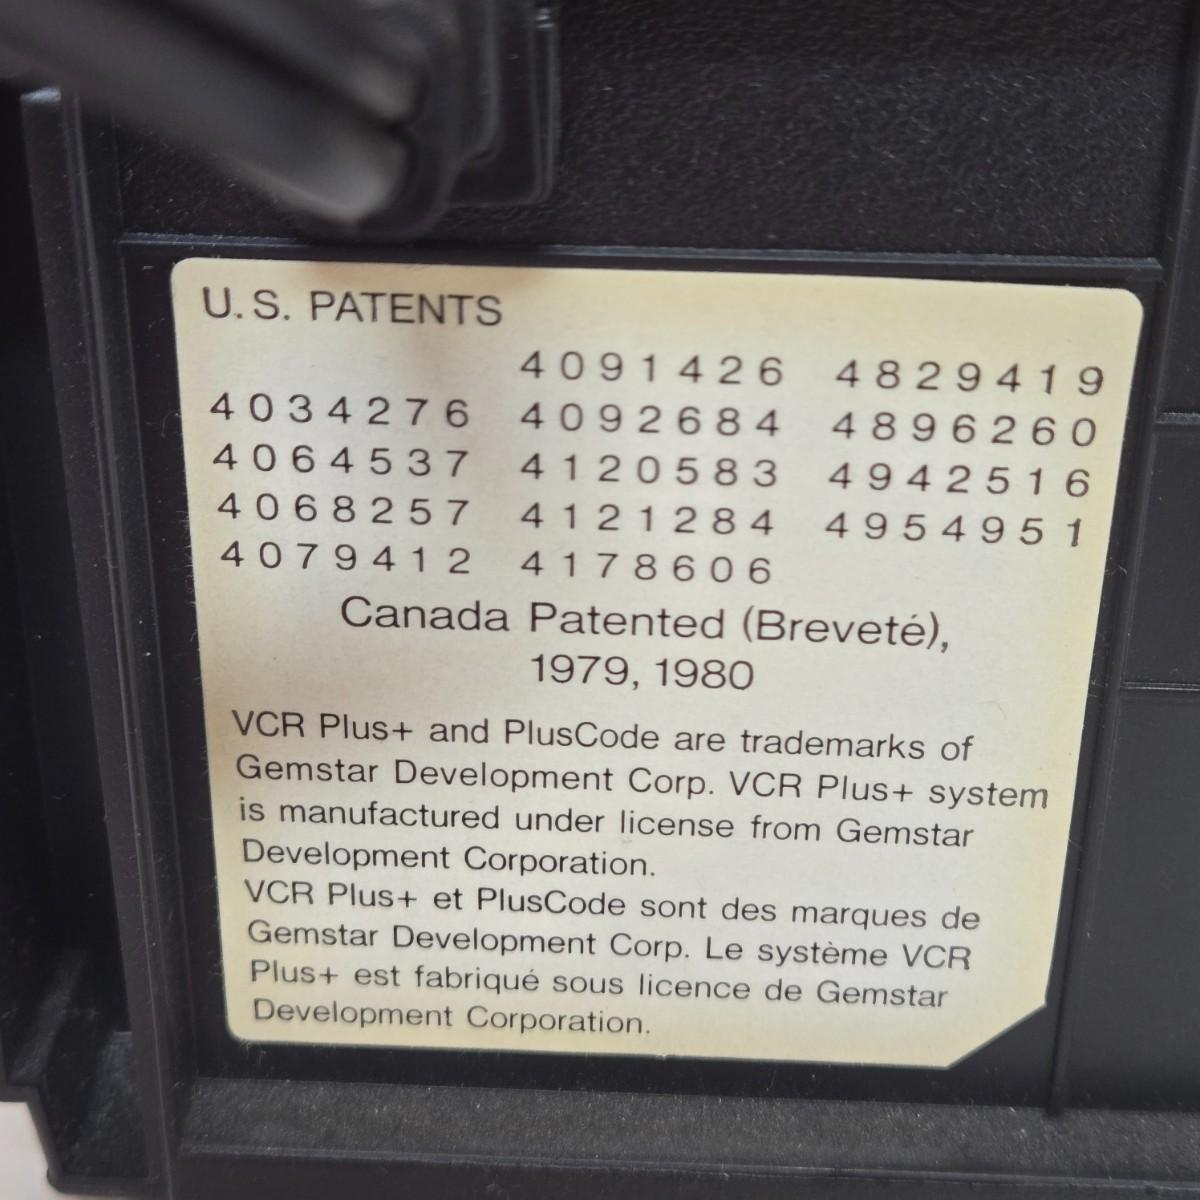 U.S. PATENTS
4091426 4829419
4034276 4092684 4896260
4064537 4120583 4942516
4068257 4121284 4954951
4079412 4178606
Canada Patented (Breveté),
1979, 1980
VCR Plus+ and PlusCode are trademarks of
Gemstar Development Corp. VCR Plus+ system
is manufactured under license from Gemstar
Development Corporation.
VCR Plus+ et PlusCode sont des marques de
Gemstar Development Corp. Le système VCR
Plus+ est fabriqué sous licence de Gemstar
Development Corporation.